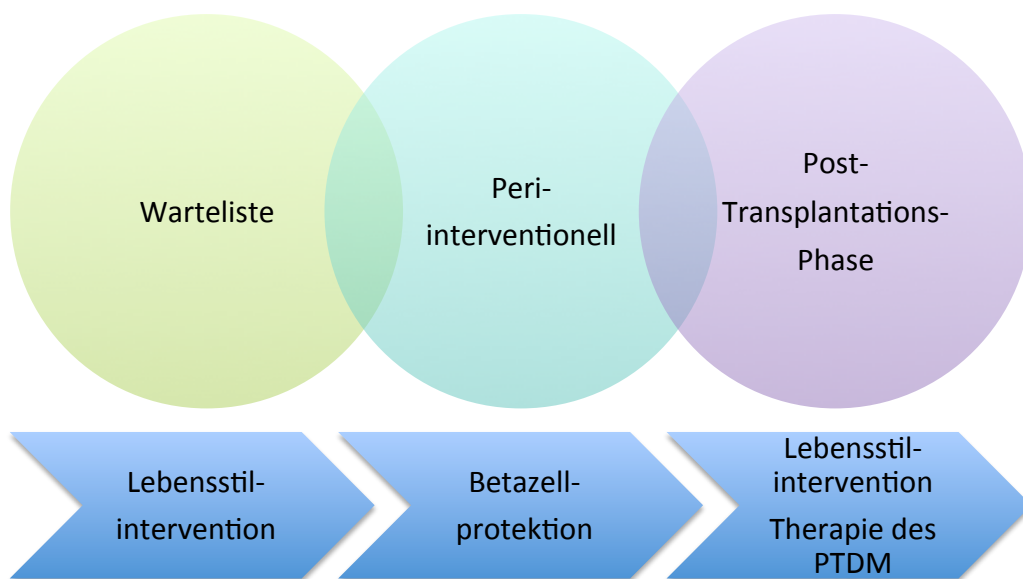 Warteliste
Peri-
interventionell
Post-
Transplantations-
Phase
Lebensstil-
intervention
Betazell-
protektion
Lebensstil-
intervention
Therapie des
PTDM